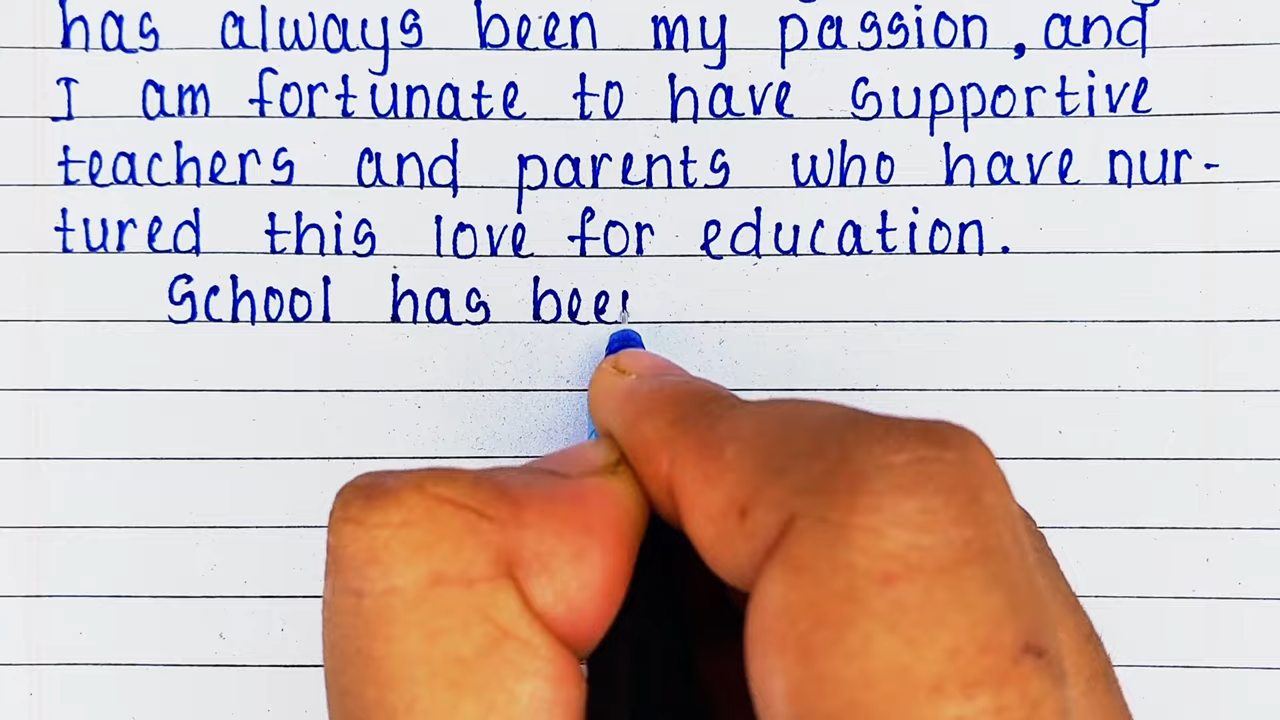 has always been my passion, and
I am fortunate to have supportive
teachers and parents who have nur-
tured this love for education.
School has